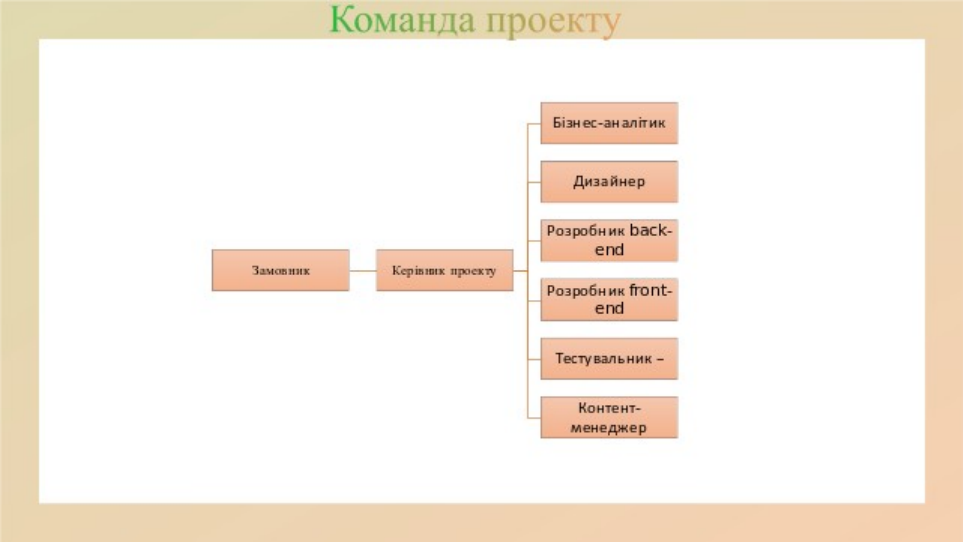 Команда проекту
Бізнес-аналітик
Дизайнер
Розробник back-
end
Замовник
Керівник проекту
Розробник front-
end
Тестувальник –
Контент-
менеджер